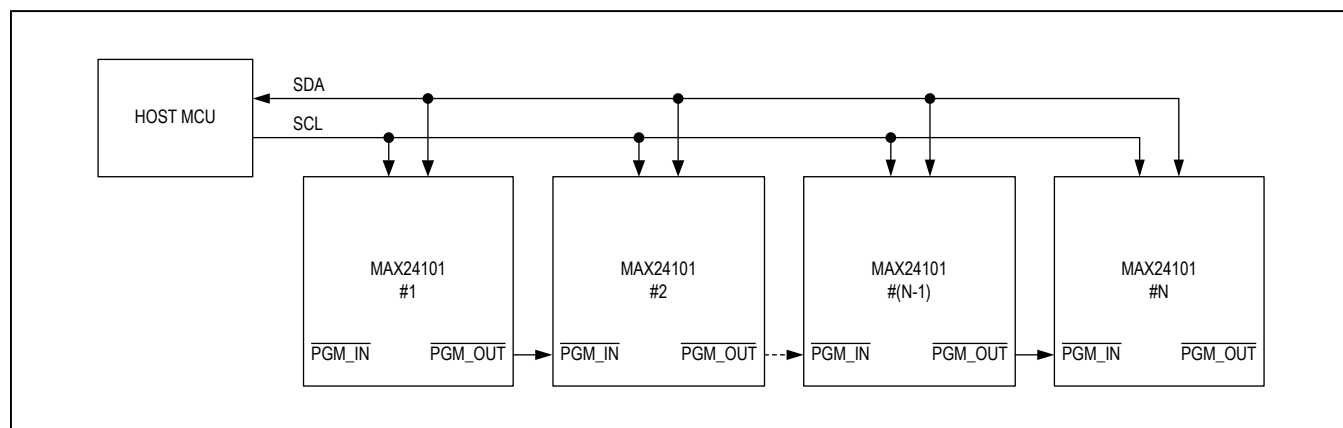 HOST MCU
SDA
SCL
MAX24101
#1
MAX24101
#2
MAX24101
#(N-1)
MAX24101
#N
PGM_IN PGM_OUT PGM_IN PGM_OUT PGM_IN PGM_OUT PGM_IN PGM_OUT